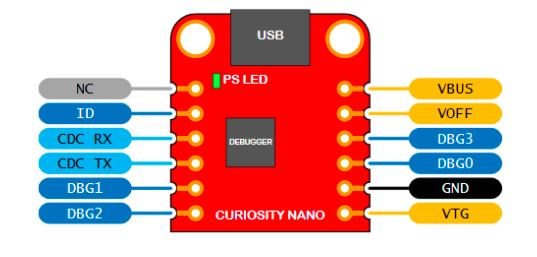 USB
PS LED
NC
VBUS
ID
VOFF
CDC RX
DBG3
DEBUGGER
CDC TX
DBG0
DBG1
GND
DBG2
CURIOSITY NANO
VTG